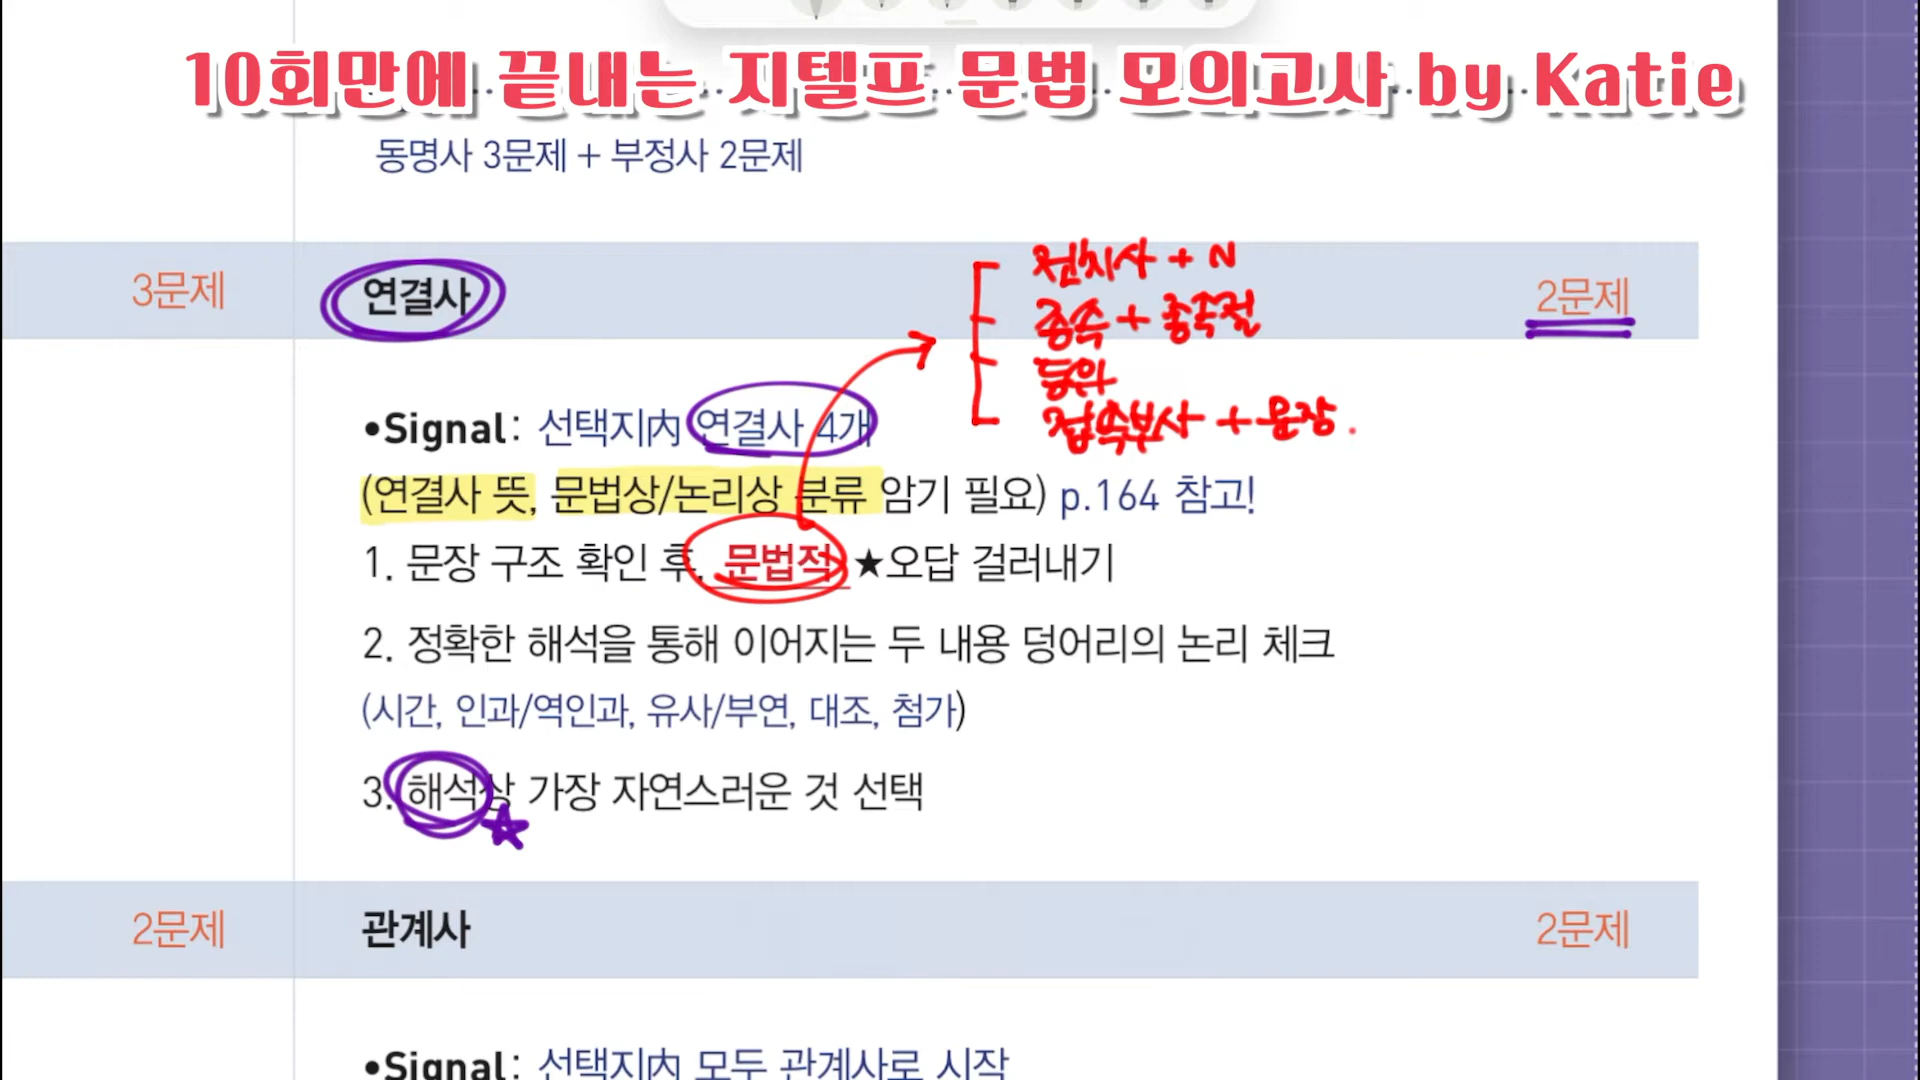 10회만에 끝내는 지텔프 문법 모의고사 by Katie
동명사 3문제 + 부정사 2문제
3문제 연결사 2문제
전치사 + N
종속 + 종속절
등위
접속부사 + 문장.
•Signal: 선택지內 연결사 4개
(연결사 뜻, 문법상/논리상 분류 암기 필요) p.164 참고!
1. 문장 구조 확인 후, 문법적 ★오답 걸러내기
2. 정확한 해석을 통해 이어지는 두 내용 덩어리의 논리 체크
(시간, 인과/역인과, 유사/부연, 대조, 첨가)
3. 해석상 가장 자연스러운 것 선택
2문제 관계사 2문제
•Signal: 선택지內 모두 관계사로 시작